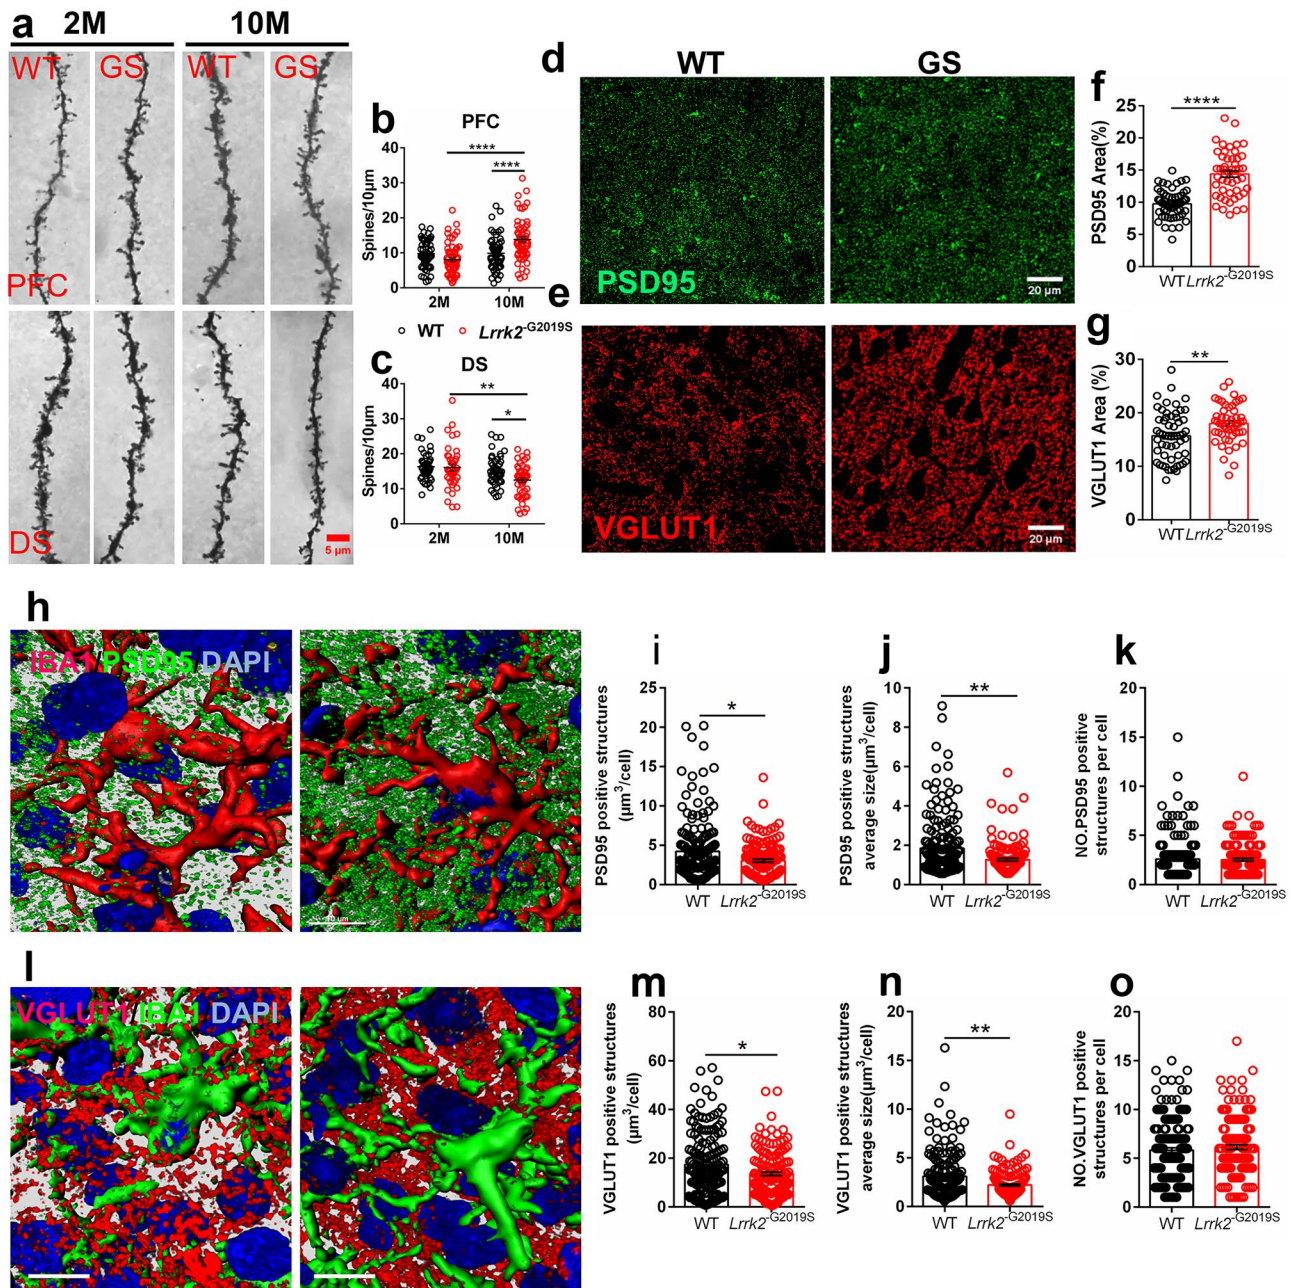 a
2M
10M
WT
GS
WT
GS
PFC
DS
5 µm
b
PFC
****
****
40
30
20
10
0
Spines/10µm
2M
10M
WT
Lrrk2-G2019S
c
DS
**
*
40
30
20
10
0
Spines/10µm
2M
10M
d
WT
GS
PSD95
20 µm
e
VGLUT1
20 µm
f
****
25
20
15
10
5
0
PSD95 Area(%)
WT Lrrk2-G2019S
g
**
30
20
10
0
VGLUT1 Area (%)
WT Lrrk2-G2019S
h
IBA1 PSD95 DAPI
10 µm
i
25
20
15
10
5
0
PSD95 positive structures
(µm3/cell)
*
WT Lrrk2-G2019S
j
10
8
6
4
2
0
PSD95 positive structures
average size(µm3/cell)
**
WT Lrrk2-G2019S
k
20
15
10
5
0
NO.PSD95 positive
structures per cell
WT Lrrk2-G2019S
l
VGLUT1 IBA1 DAPI
m
80
60
40
20
0
VGLUT1 positive structures
(µm3/cell)
*
WT Lrrk2-G2019S
n
20
15
10
5
0
VGLUT1 positive structures
average size(µm3/cell)
**
WT Lrrk2-G2019S
o
20
15
10
5
0
NO.VGLUT1 positive
structures per cell
WT Lrrk2-G2019S